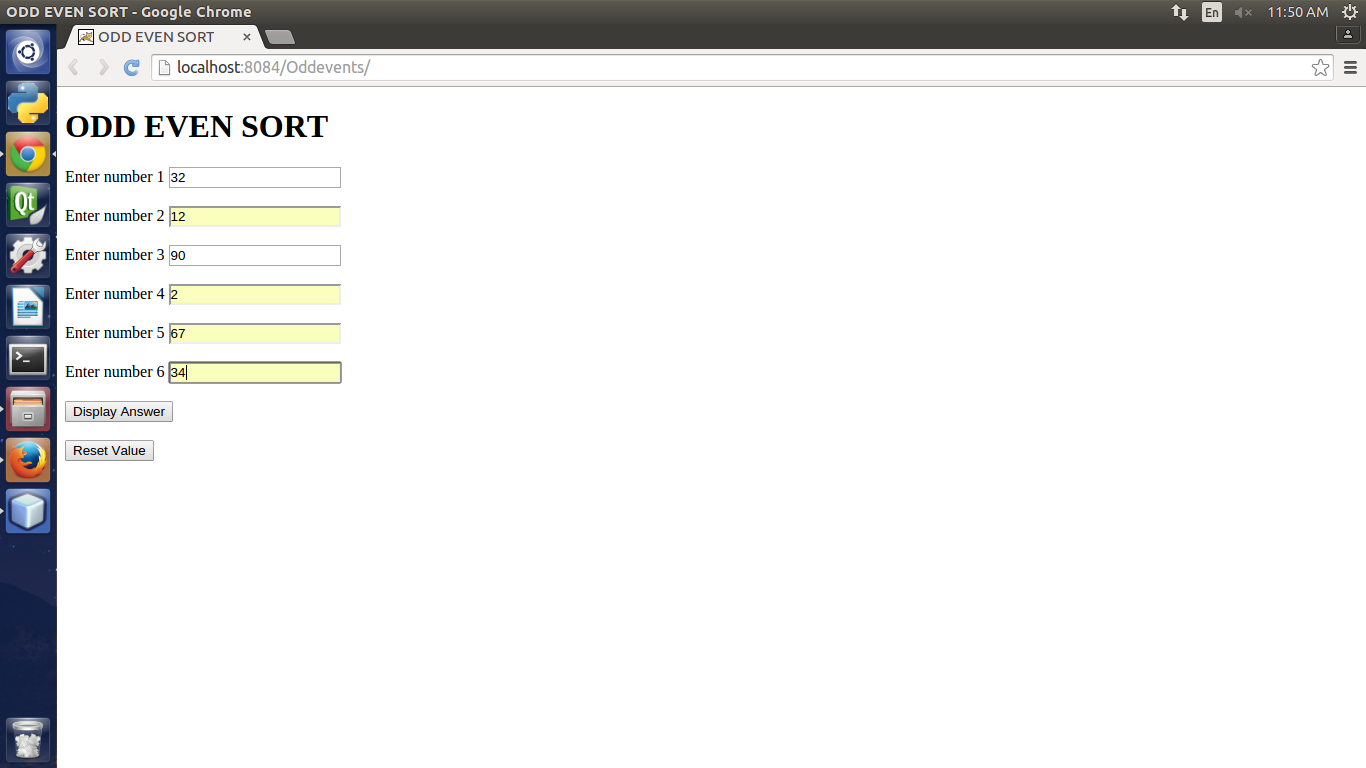 ODD EVEN SORT - Google Chrome
En
11:50 AM
ODD EVEN SORT
localhost:8084/Oddevents/
ODD EVEN SORT
Enter number 1 32
Enter number 2 12
Enter number 3 90
Enter number 4 2
Enter number 5 67
Enter number 6 34
Display Answer
Reset Value
Qt
>_